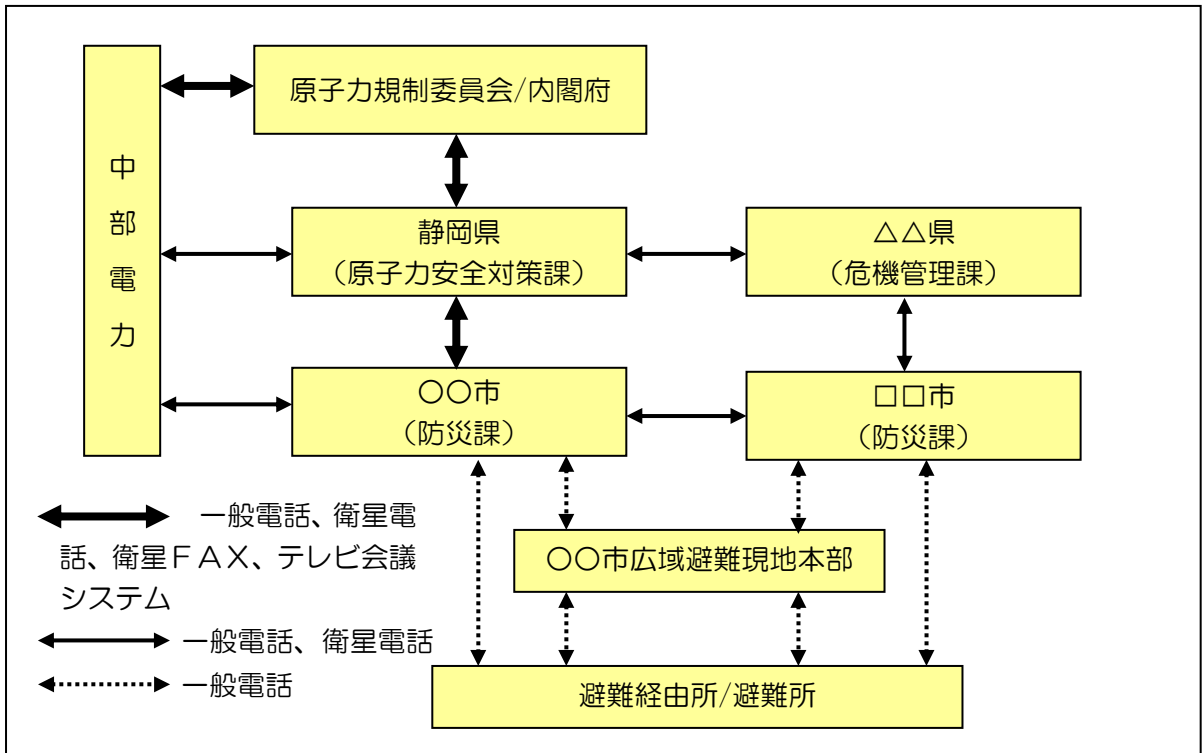 中部電力
原子力規制委員会/内閣府
静岡県
（原子力安全対策課）
△△県
（危機管理課）
〇〇市
（防災課）
□□市
（防災課）
〇〇市広域避難現地本部
避難経由所/避難所
一般電話、衛星電
話、衛星ＦＡＸ、テレビ会議
システム
一般電話、衛星電話
一般電話